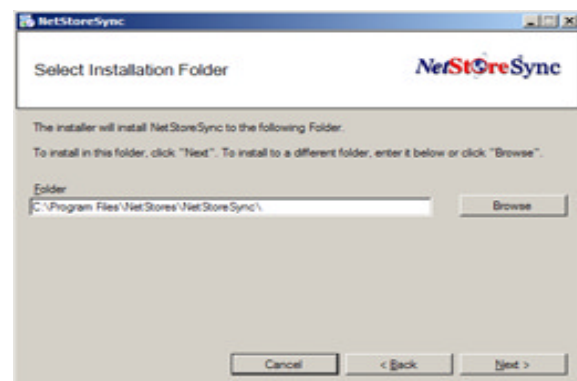 NetStoreSync
Select Installation Folder
NetStoreSync
The installer will install NetStoreSync to the following Folder.
To install in this folder, click "Next". To install to a different folder, enter it below or click "Browse".
Folder
C:\Program Files\NetStores\NetStoreSync\
Browse
Cancel
< Back
Next >